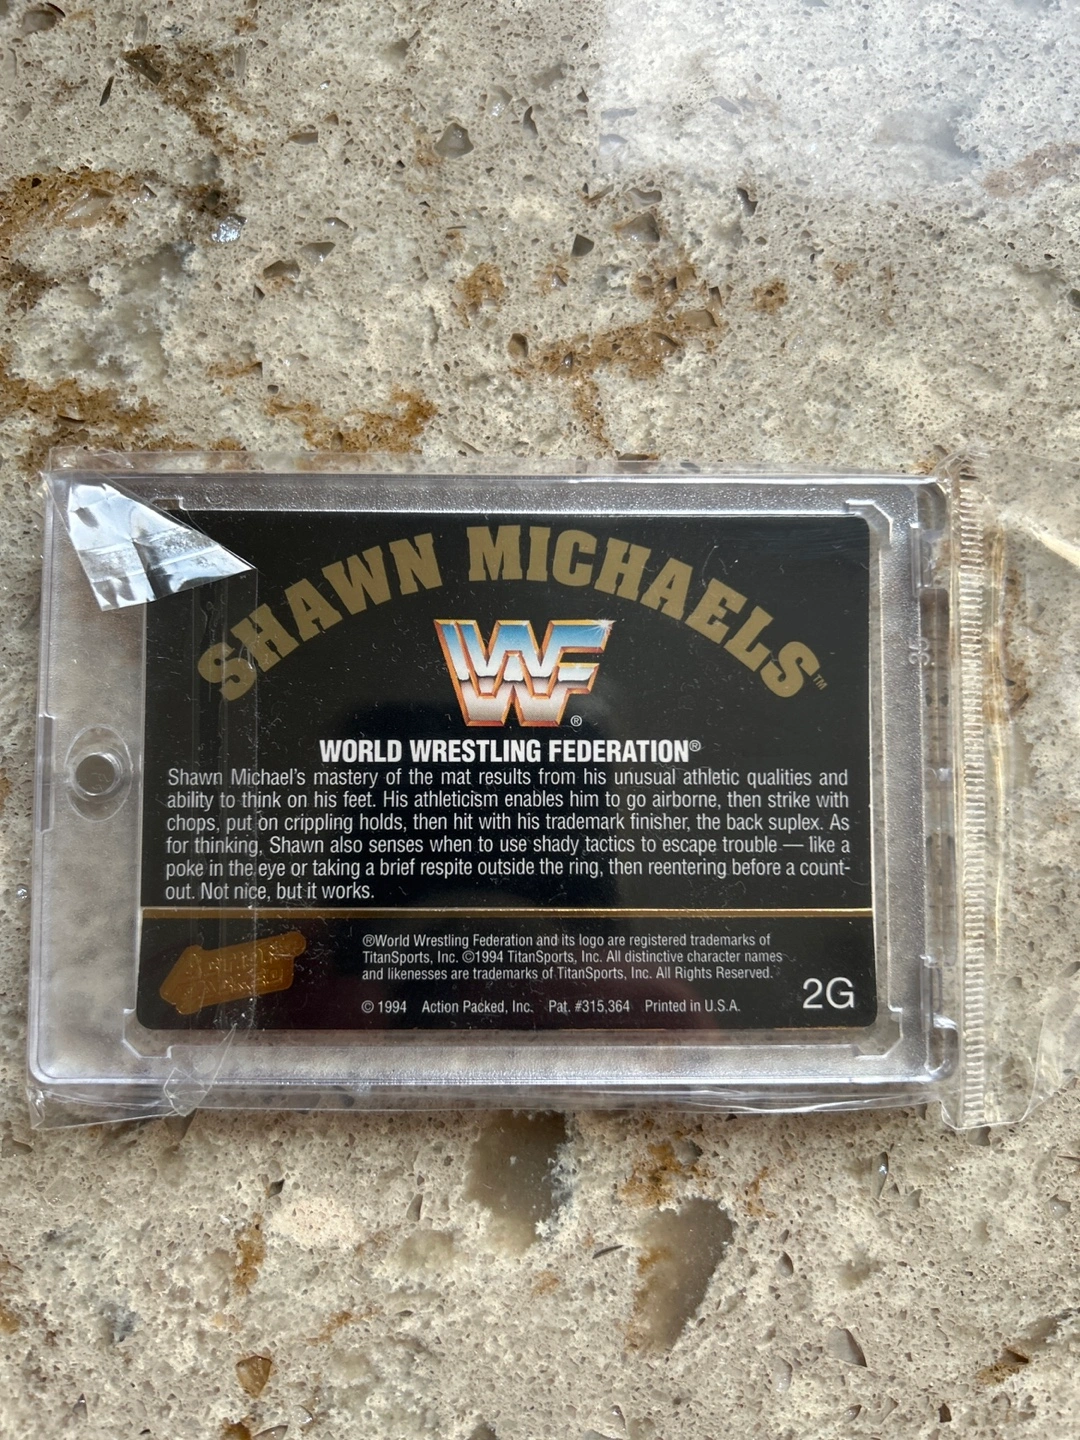 SHAWN MICHAELS™
WF®
WORLD WRESTLING FEDERATION®
Shawn Michael's mastery of the mat results from his unusual athletic qualities and
ability to think on his feet. His athleticism enables him to go airborne, then strike with
chops, put on crippling holds, then hit with his trademark finisher, the back suplex. As
for thinking, Shawn also senses when to use shady tactics to escape trouble — like a
poke in the eye or taking a brief respite outside the ring, then reentering before a count-
out. Not nice, but it works.
®World Wrestling Federation and its logo are registered trademarks of
TitanSports, Inc. ©1994 TitanSports, Inc. All distinctive character names
and likenesses are trademarks of TitanSports, Inc. All Rights Reserved.
© 1994 Action Packed, Inc. Pat. #315,364 Printed in U.S.A.
2G